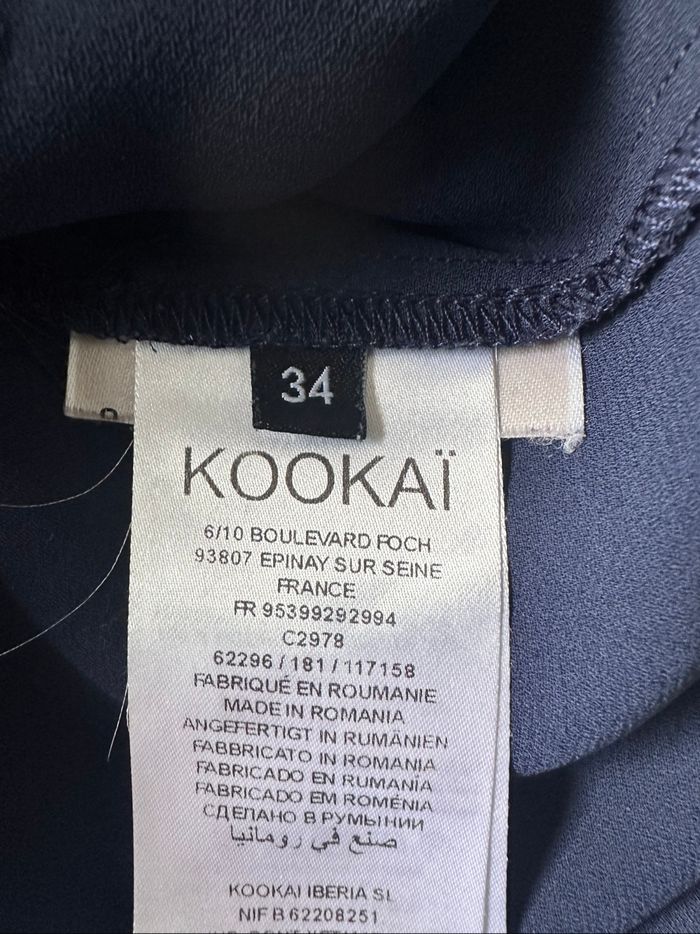 34
KOOKAÏ
6/10 BOULEVARD FOCH
93807 EPINAY SUR SEINE
FRANCE
FR 95399292994
C2978
62296 / 181 / 117158
FABRIQUÉ EN ROUMANIE
MADE IN ROMANIA
ANGEFERTIGT IN RUMÄNIEN
FABBRICATO IN ROMANIA
FABRICADO EN RUMANÍA
FABRICADO EM ROMÉNIA
СДЕЛАНО В РУМЫНИИ
صنع في رومانيا
KOOKAI IBERIA SL
NIF B 62208251